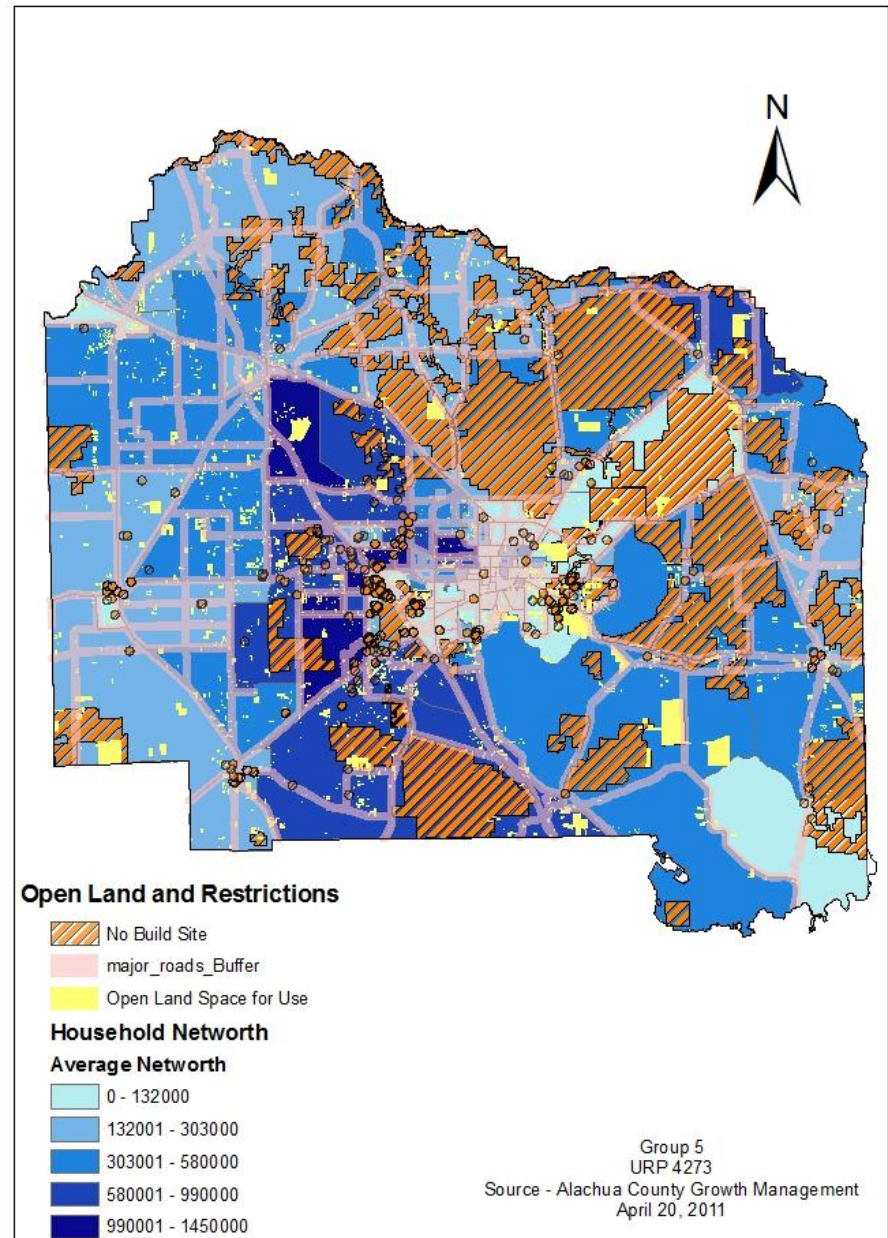 N
Open Land and Restrictions
No Build Site
major_roads_Buffer
Open Land Space for Use
Household Networth
Average Networth
0 - 132000
132001 - 303000
303001 - 580000
580001 - 990000
990001 - 1450000
Group 5
URP 4273
Source - Alachua County Growth Management
April 20, 2011